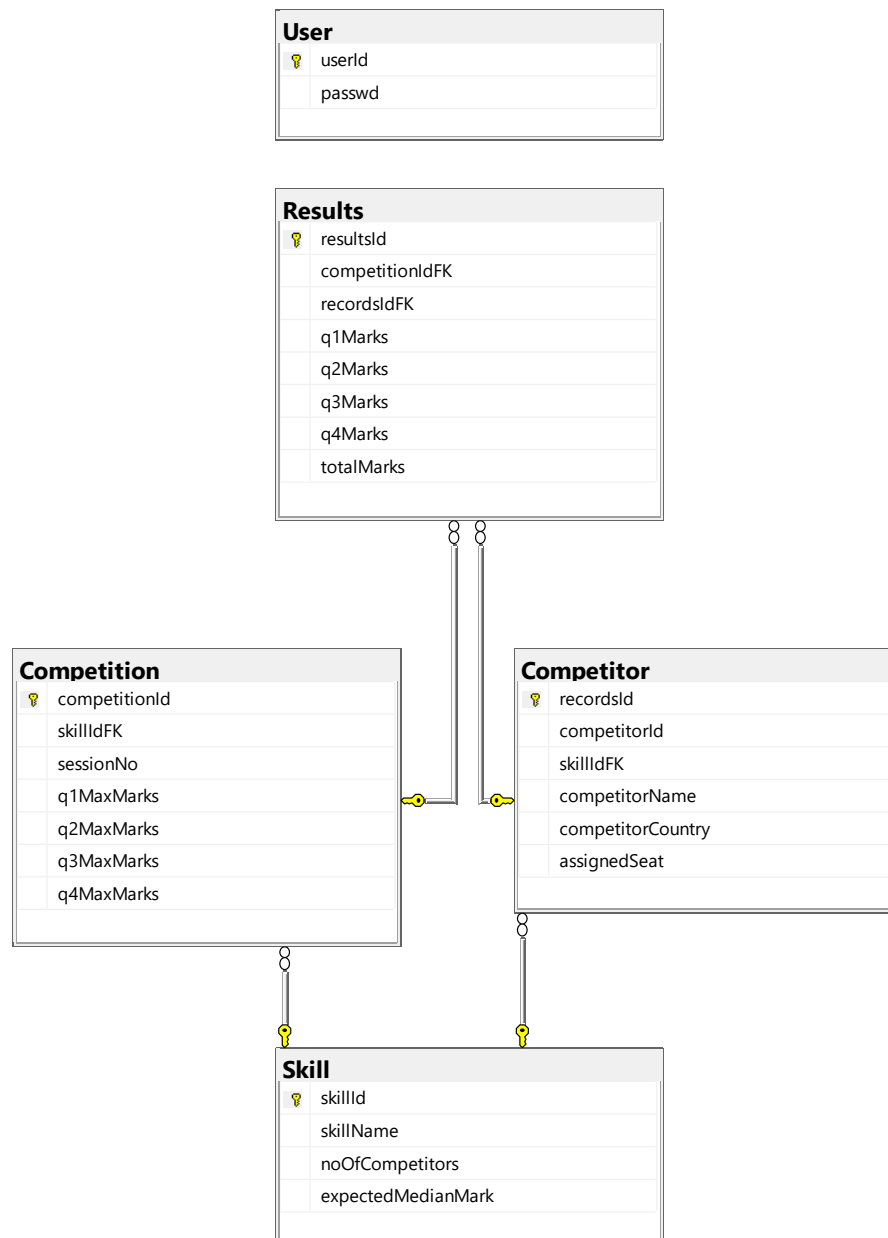 User
userId
passwd
Results
resultsId
competitionIdFK
recordsIdFK
q1Marks
q2Marks
q3Marks
q4Marks
totalMarks
Competition
competitionId
skillIdFK
sessionNo
q1MaxMarks
q2MaxMarks
q3MaxMarks
q4MaxMarks
Competitor
recordsId
competitorId
skillIdFK
competitorName
competitorCountry
assignedSeat
Skill
skillId
skillName
noOfCompetitors
expectedMedianMark